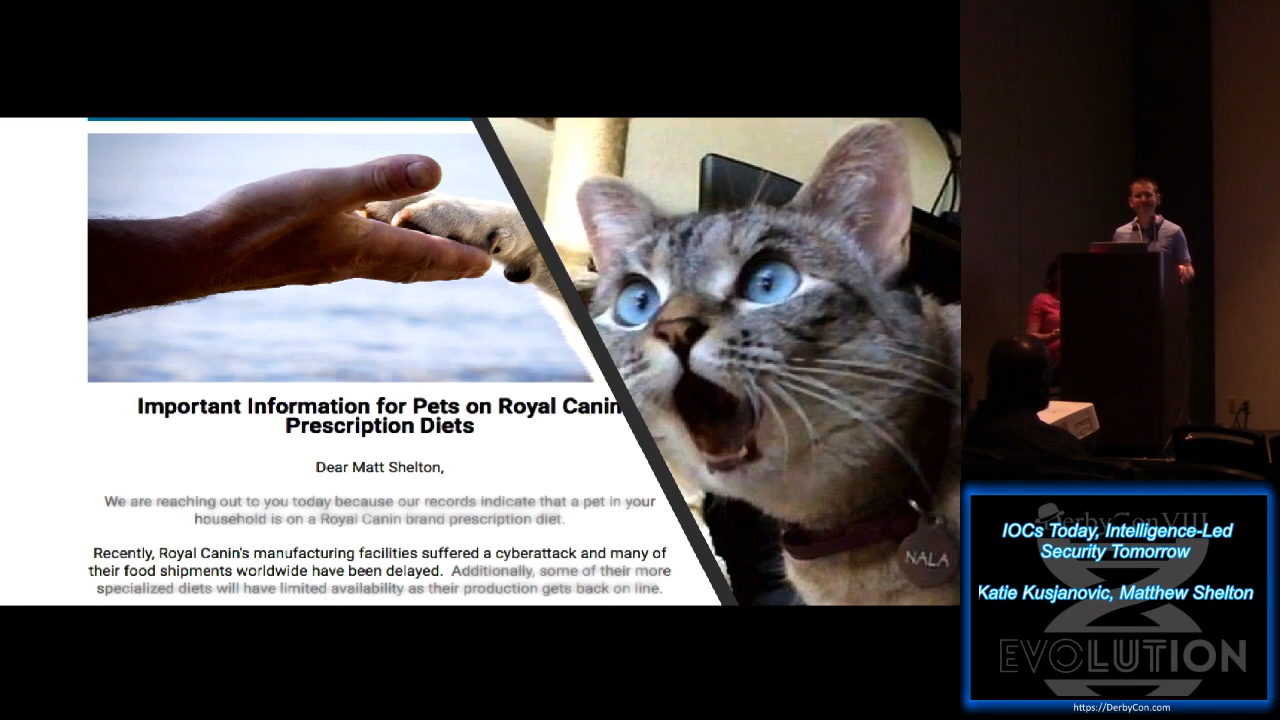 Important Information for Pets on Royal Canin
Prescription Diets
Dear Matt Shelton,
We are reaching out to you today because our records indicate that a pet in your
household is on a Royal Canin brand prescription diet.
Recently, Royal Canin's manufacturing facilities suffered a cyberattack and many of
their food shipments worldwide have been delayed. Additionally, some of their more
specialized diets will have limited availability as their production gets back on line.
NALA
DerbyCon VIII
IOCs Today, Intelligence-Led
Security Tomorrow
Katie Kusjanovic, Matthew Shelton
EVOLUTION
https://DerbyCon.com